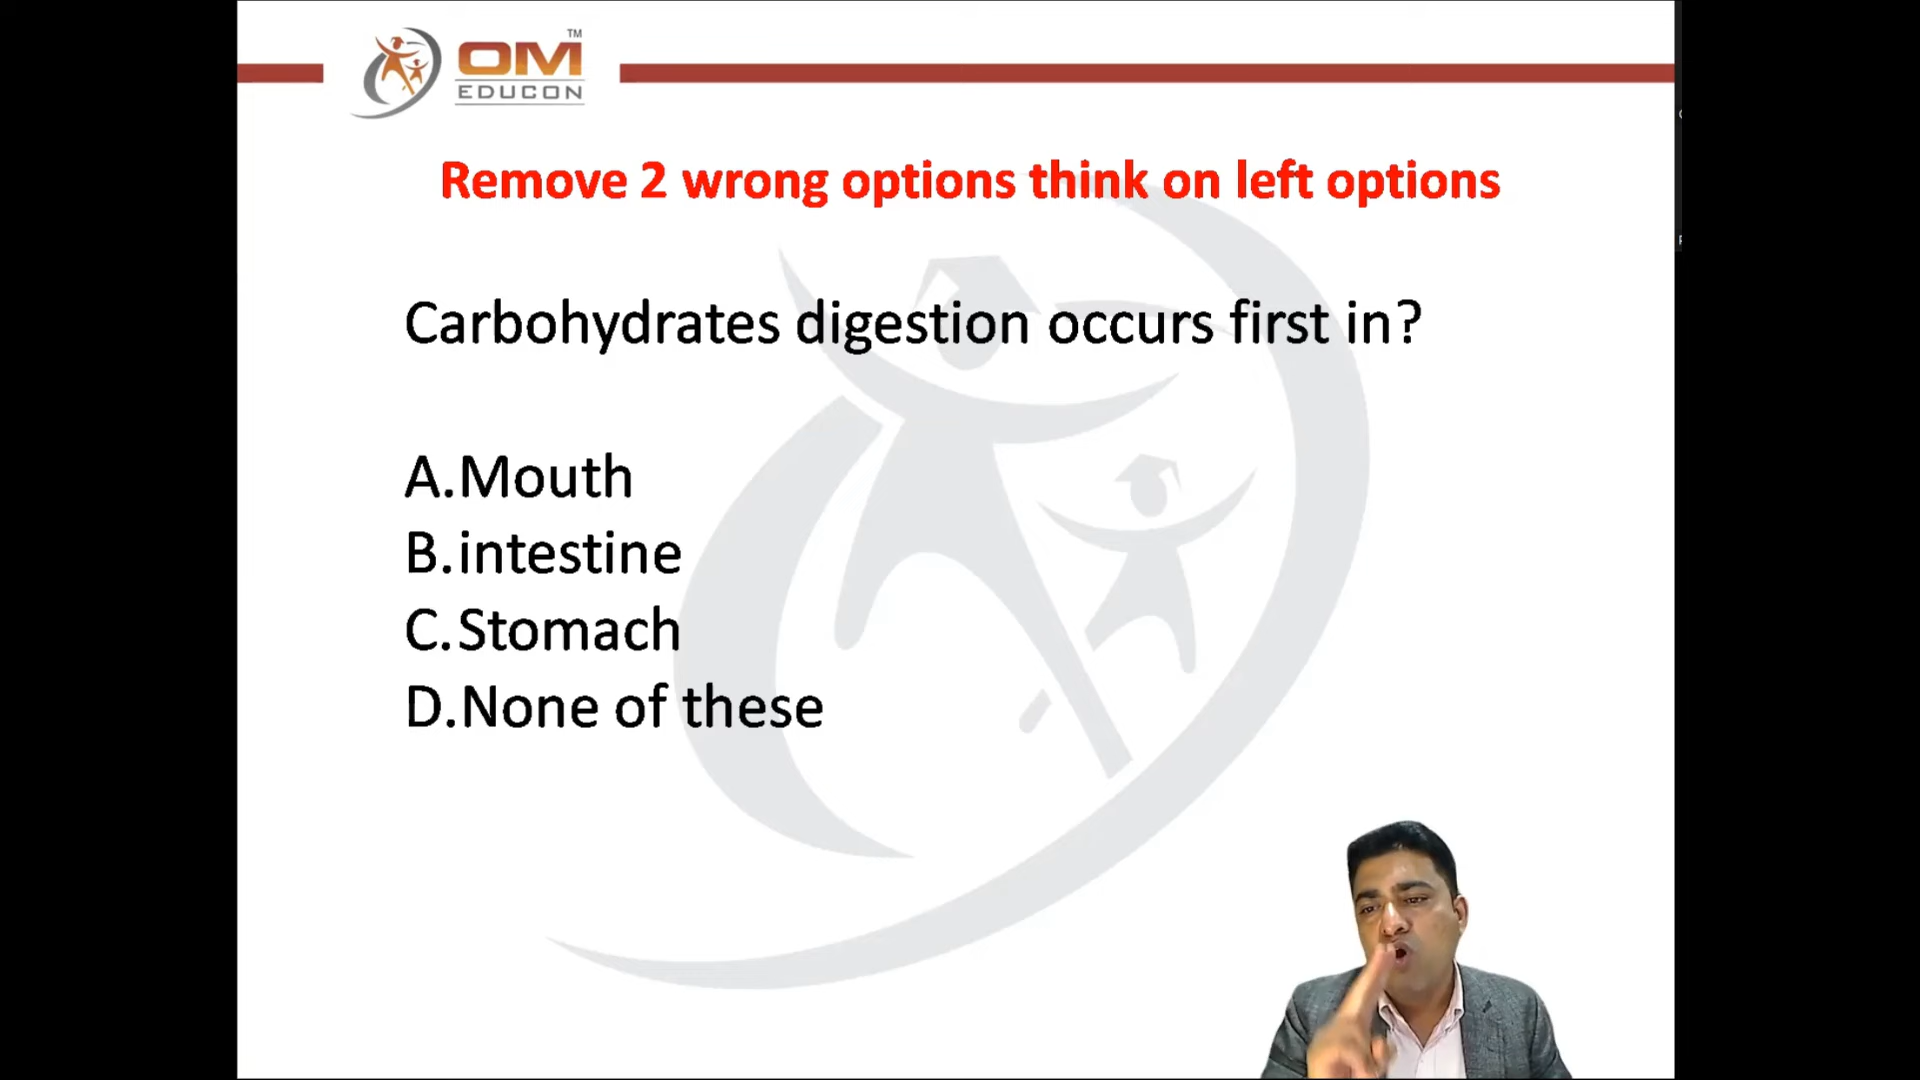 OM™
EDUCON
Remove 2 wrong options think on left options
Carbohydrates digestion occurs first in?
A.Mouth
B.intestine
C.Stomach
D.None of these